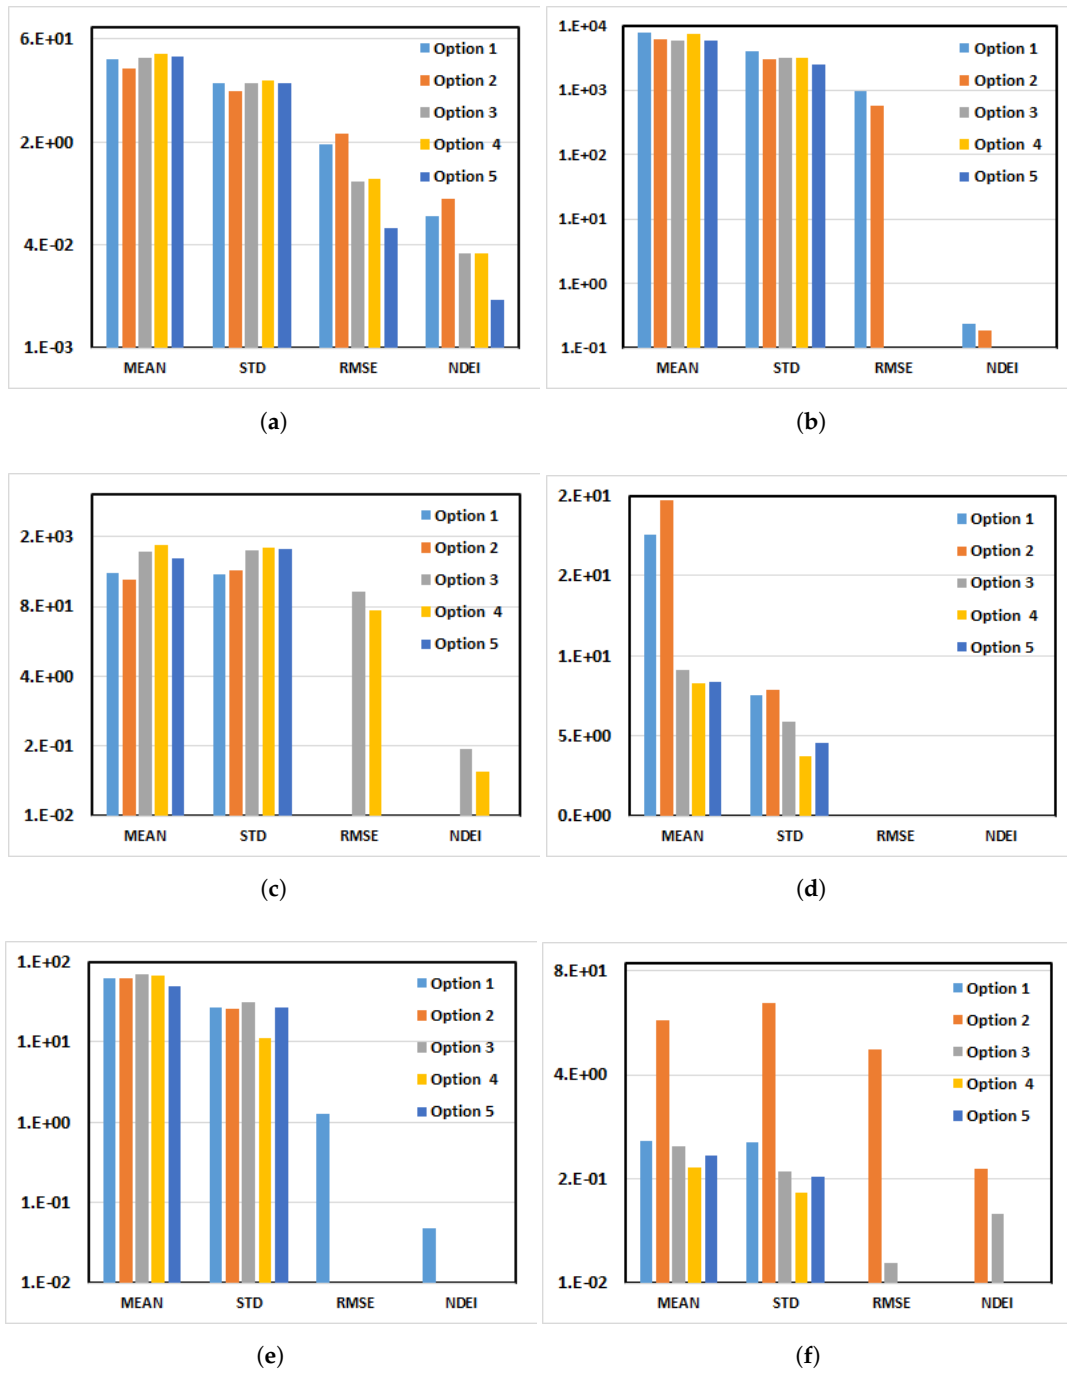 6.E+01
2.E+00
4.E-02
1.E-03
MEAN STD RMSE NDEI
Option 1
Option 2
Option 3
Option 4
Option 5
(a)
1.E+04
1.E+03
1.E+02
1.E+01
1.E+00
1.E-01
MEAN STD RMSE NDEI
Option 1
Option 2
Option 3
Option 4
Option 5
(b)
2.E+03
8.E+01
4.E+00
2.E-01
1.E-02
MEAN STD RMSE NDEI
Option 1
Option 2
Option 3
Option 4
Option 5
(c)
2.E+01
2.E+01
1.E+01
5.E+00
0.E+00
MEAN STD RMSE NDEI
Option 1
Option 2
Option 3
Option 4
Option 5
(d)
1.E+02
1.E+01
1.E+00
1.E-01
1.E-02
MEAN STD RMSE NDEI
Option 1
Option 2
Option 3
Option 4
Option 5
(e)
8.E+01
4.E+00
2.E-01
1.E-02
MEAN STD RMSE NDEI
Option 1
Option 2
Option 3
Option 4
Option 5
(f)